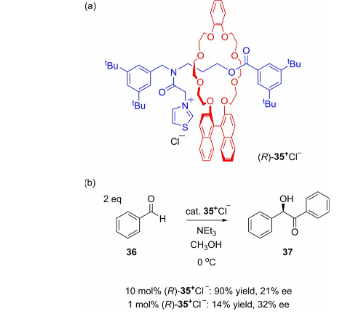 (a)
tBu
O
O
O
O
O
N
O
tBu
O
O
O
N
+
tBu
O
O
tBu
S
Cl−
(R)-35+Cl−
(b)
2 eq
O
H
36
cat. 35+Cl−
NEt3
CH3OH
0 ºC
OH
O
37
10 mol% (R)-35+Cl−: 90% yield, 21% ee
1 mol% (R)-35+Cl−: 14% yield, 32% ee